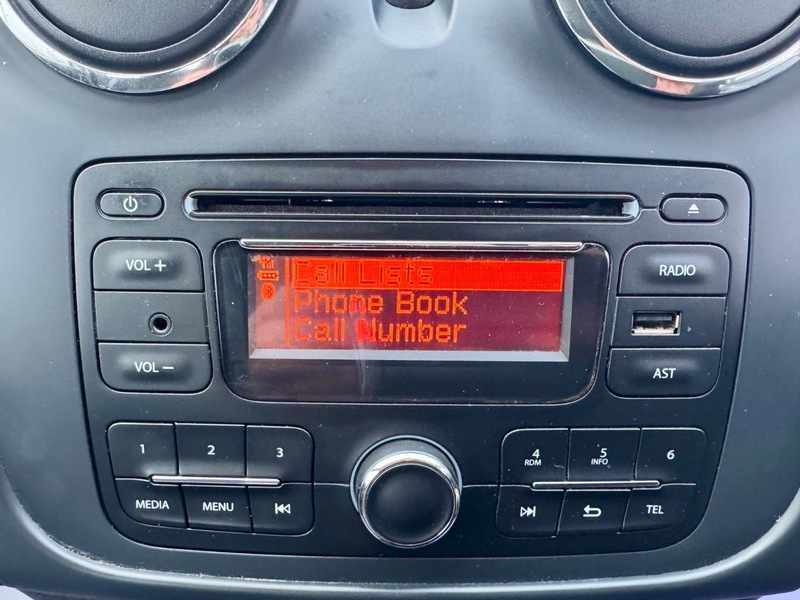 VOL +
RADIO
Call Lists
Phone Book
Call Number
VOL −
AST
1
2
3
4
RDM
5
INFO
6
MEDIA
MENU
TEL